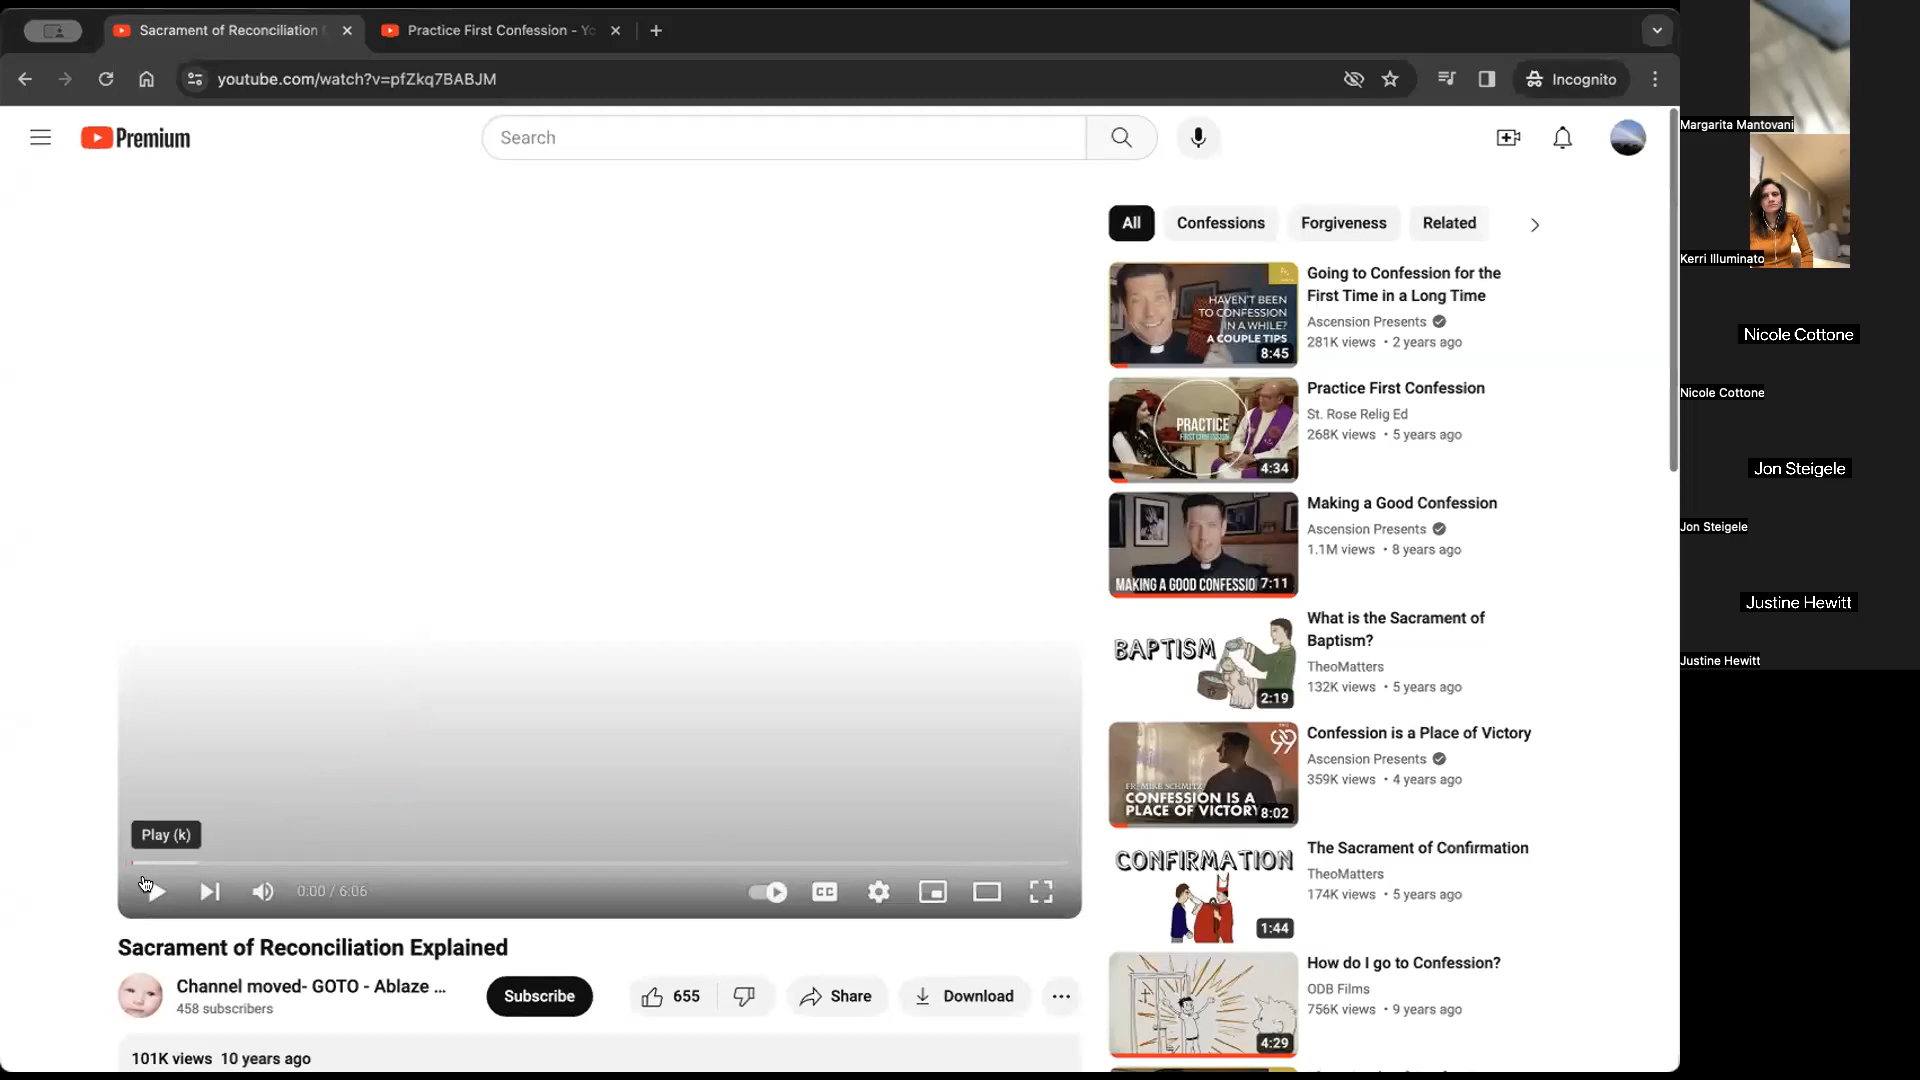 Sacrament of Reconciliation E
Practice First Confession - Yo
youtube.com/watch?v=pfZkq7BABJM
Incognito
Premium
Search
All
Confessions
Forgiveness
Related
HAVEN'T BEEN
TO CONFESSION
IN A WHILE?
A COUPLE TIPS
8:45
Going to Confession for the
First Time in a Long Time
Ascension Presents
281K views • 2 years ago
PRACTICE
FIRST CONFESSION
4:34
Practice First Confession
St. Rose Relig Ed
268K views • 5 years ago
MAKING A GOOD CONFESSIO
7:11
Making a Good Confession
Ascension Presents
1.1M views • 8 years ago
BAPTISM
2:19
What is the Sacrament of
Baptism?
TheoMatters
132K views • 5 years ago
99
FR. MIKE SCHMITZ
CONFESSION IS A
PLACE OF VICTORY
8:02
Confession is a Place of Victory
Ascension Presents
359K views • 4 years ago
CONFIRMATION
1:44
The Sacrament of Confirmation
TheoMatters
174K views • 5 years ago
4:29
How do I go to Confession?
ODB Films
756K views • 9 years ago
Play (k)
0:00 / 6:06
CC
Sacrament of Reconciliation Explained
Channel moved- GOTO - Ablaze ...
458 subscribers
Subscribe
655
Share
Download
101K views 10 years ago
Margarita Mantovani
Kerri Illuminato
Nicole Cottone
Nicole Cottone
Jon Steigele
Jon Steigele
Justine Hewitt
Justine Hewitt